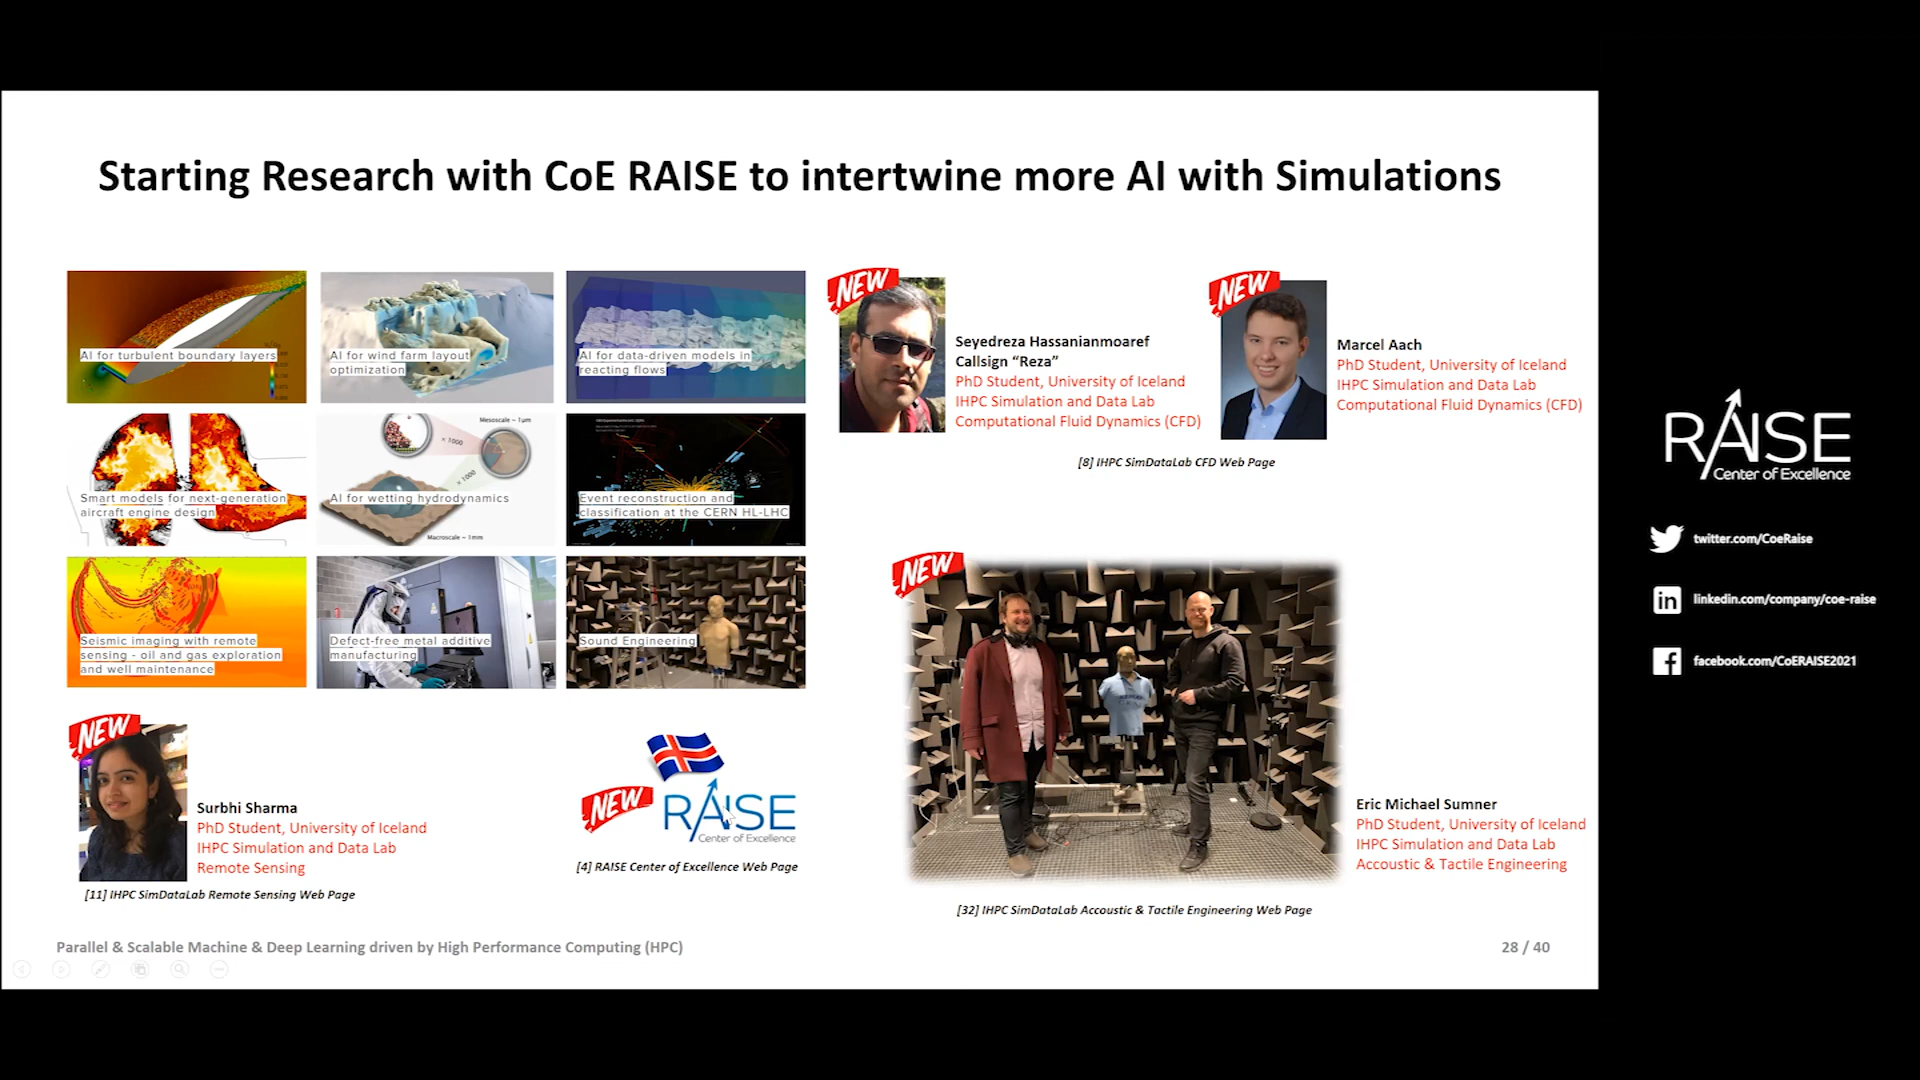 Starting Research with CoE RAISE to intertwine more AI with Simulations
AI for turbulent boundary layers
AI for wind farm layout
optimization
AI for data-driven models in
reacting flows
Smart models for next-generation
aircraft engine design
Mesoscale ~ 1μm
× 1000
× 1000
AI for wetting hydrodynamics
Macroscale ~ 1mm
Event reconstruction and
classification at the CERN HL-LHC
Seismic imaging with remote
sensing - oil and gas exploration
and well maintenance
Defect-free metal additive
manufacturing
Sound Engineering
NEW
Seyedreza Hassanianmoaref
Callsign “Reza”
PhD Student, University of Iceland
IHPC Simulation and Data Lab
Computational Fluid Dynamics (CFD)
NEW
Marcel Aach
PhD Student, University of Iceland
IHPC Simulation and Data Lab
Computational Fluid Dynamics (CFD)
[8] IHPC SimDataLab CFD Web Page
NEW
Eric Michael Sumner
PhD Student, University of Iceland
IHPC Simulation and Data Lab
Accoustic & Tactile Engineering
[32] IHPC SimDataLab Accoustic & Tactile Engineering Web Page
NEW
Surbhi Sharma
PhD Student, University of Iceland
IHPC Simulation and Data Lab
Remote Sensing
[11] IHPC SimDataLab Remote Sensing Web Page
NEW
RAISE
Center of Excellence
[4] RAISE Center of Excellence Web Page
Parallel & Scalable Machine & Deep Learning driven by High Performance Computing (HPC)
28 / 40
RAISE
Center of Excellence
twitter.com/CoeRaise
in
linkedin.com/company/coe-raise
f
facebook.com/CoERAISE2021